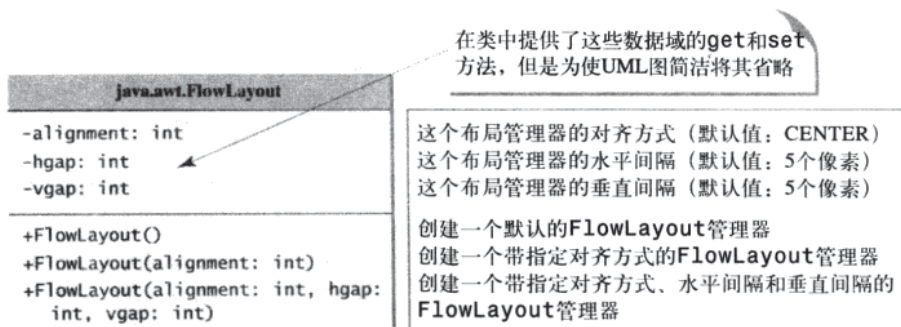 在类中提供了这些数据域的get和set
方法，但是为使UML图简洁将其省略
java.awt.FlowLayout
-alignment: int
-hgap: int
-vgap: int
这个布局管理器的对齐方式（默认值：CENTER）
这个布局管理器的水平间隔（默认值：5个像素）
这个布局管理器的垂直间隔（默认值：5个像素）
+FlowLayout()
+FlowLayout(alignment: int)
+FlowLayout(alignment: int, hgap:
int, vgap: int)
创建一个默认的FlowLayout管理器
创建一个带指定对齐方式的FlowLayout管理器
创建一个带指定对齐方式、水平间隔和垂直间隔的
FlowLayout管理器